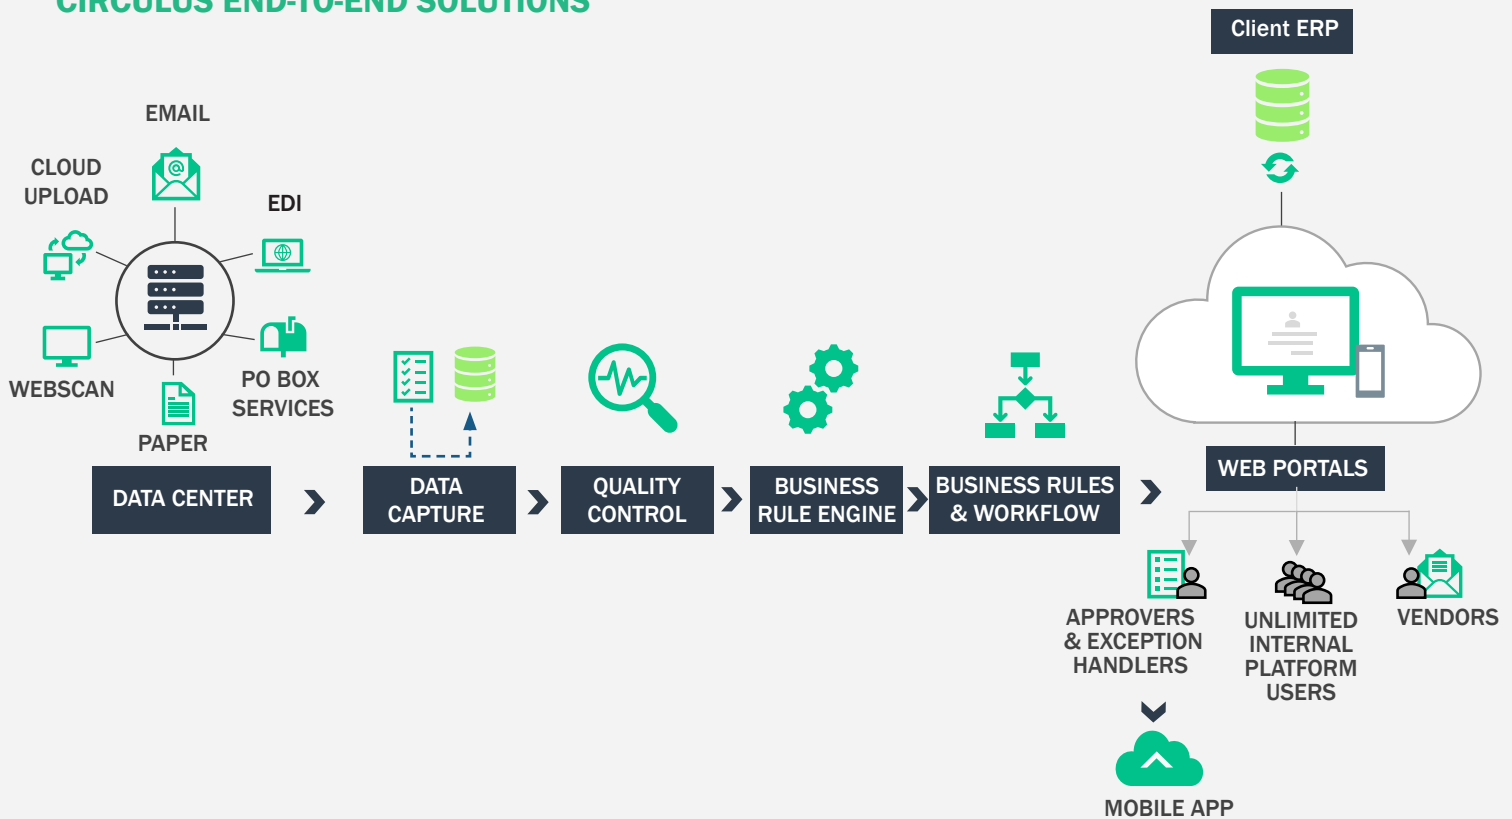 CIRCULUS END-TO-END SOLUTIONS
Client ERP
EMAIL
CLOUD
UPLOAD
EDI
WEBSCAN
PO BOX
SERVICES
PAPER
DATA CENTER
DATA
CAPTURE
QUALITY
CONTROL
BUSINESS
RULE ENGINE
BUSINESS RULES
& WORKFLOW
WEB PORTALS
APPROVERS
& EXCEPTION
HANDLERS
UNLIMITED
INTERNAL
PLATFORM
USERS
VENDORS
MOBILE APP